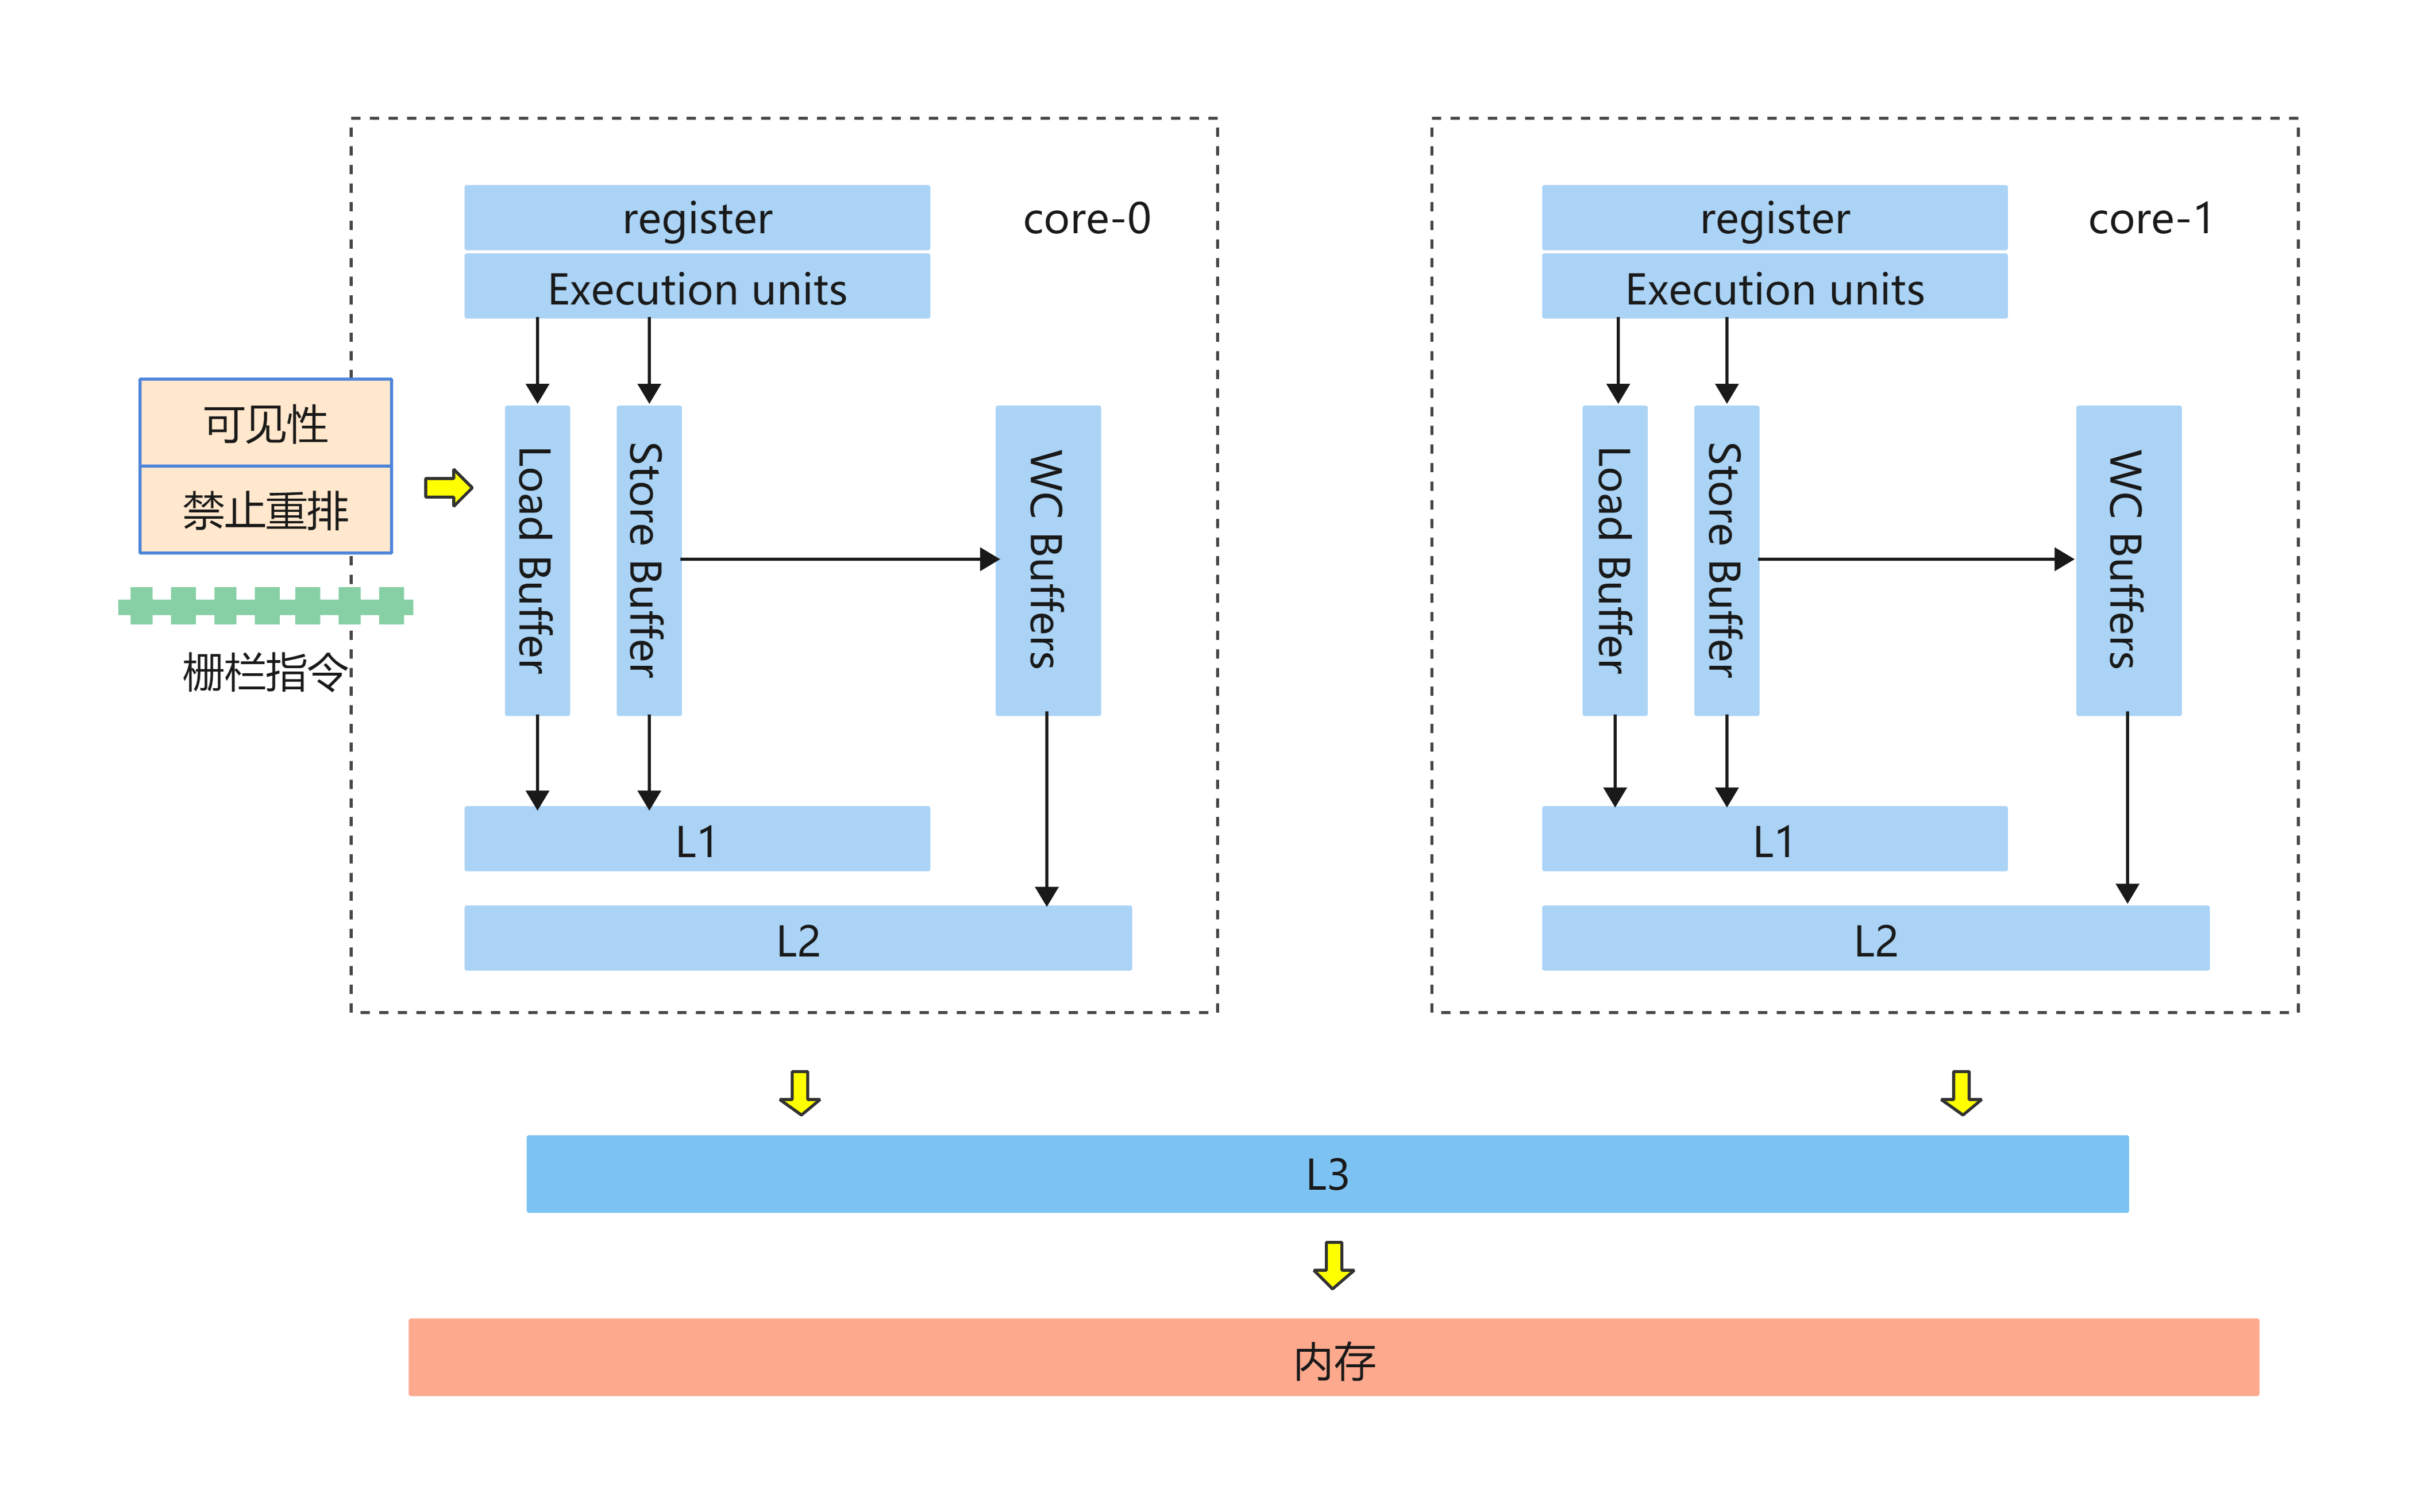 register
core-0
Execution units
可见性
禁止重排
栅栏指令
Load Buffer
Store Buffer
WC Buffers
L1
L2
register
core-1
Execution units
Load Buffer
Store Buffer
WC Buffers
L1
L2
L3
内存